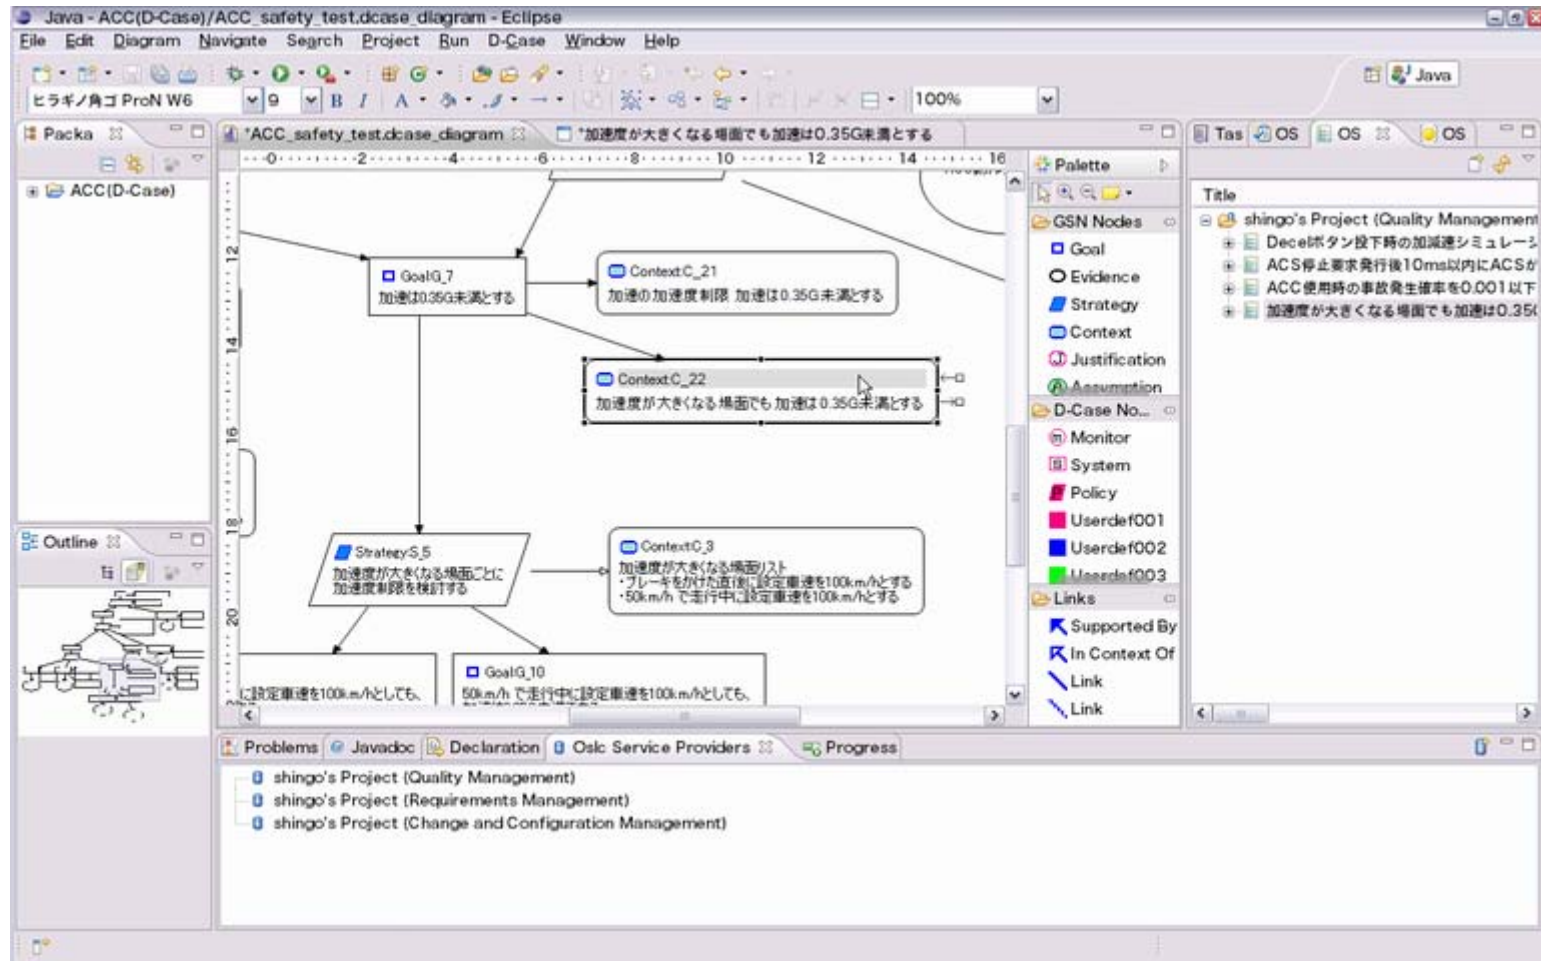 Java - ACC(D-Case)/ACC_safety_test.dcase_diagram - Eclipse
File Edit Diagram Navigate Search Project Run D-Case Window Help
Java
ヒラギノ角ゴ ProN W6 9 B I A 100%
Packa
*ACC_safety_test.dcase_diagram
*加速度が大きくなる場面でも加速は0.35G未満とする
Tas OS OS OS
ACC(D-Case)
0 2 4 6 8 10 12 14 16
12
14
16
18
20
Goal:G_7
加速は0.35G未満とする
Context:C_21
加速の加速度制限 加速は0.35G未満とする
Context:C_22
加速度が大きくなる場面でも加速は0.35G未満とする
Strategy:S_5
加速度が大きくなる場面ごとに
加速度制限を検討する
Context:C_3
加速度が大きくなる場面リスト
・ブレーキをかけた直後に設定車速を100km/hとする
・50km/h で走行中に設定車速を100km/hとする
に設定車速を100km/hとしても、
Goal:G_10
50km/h で走行中に設定車速を100km/hとしても、
Palette
GSN Nodes
Goal
Evidence
Strategy
Context
Justification
Assumption
D-Case No...
Monitor
System
Policy
Userdef001
Userdef002
Userdef003
Links
Supported By
In Context Of
Link
Link
Title
shingo's Project (Quality Management
Decelボタン投下時の加減速シミュレーシ
ACS停止要求発行後10ms以内にACSが
ACC使用時の事故発生確率を0.001以下
加速度が大きくなる場面でも加速は0.35(
Outline
Problems Javadoc Declaration Oslc Service Providers Progress
shingo's Project (Quality Management)
shingo's Project (Requirements Management)
shingo's Project (Change and Configuration Management)